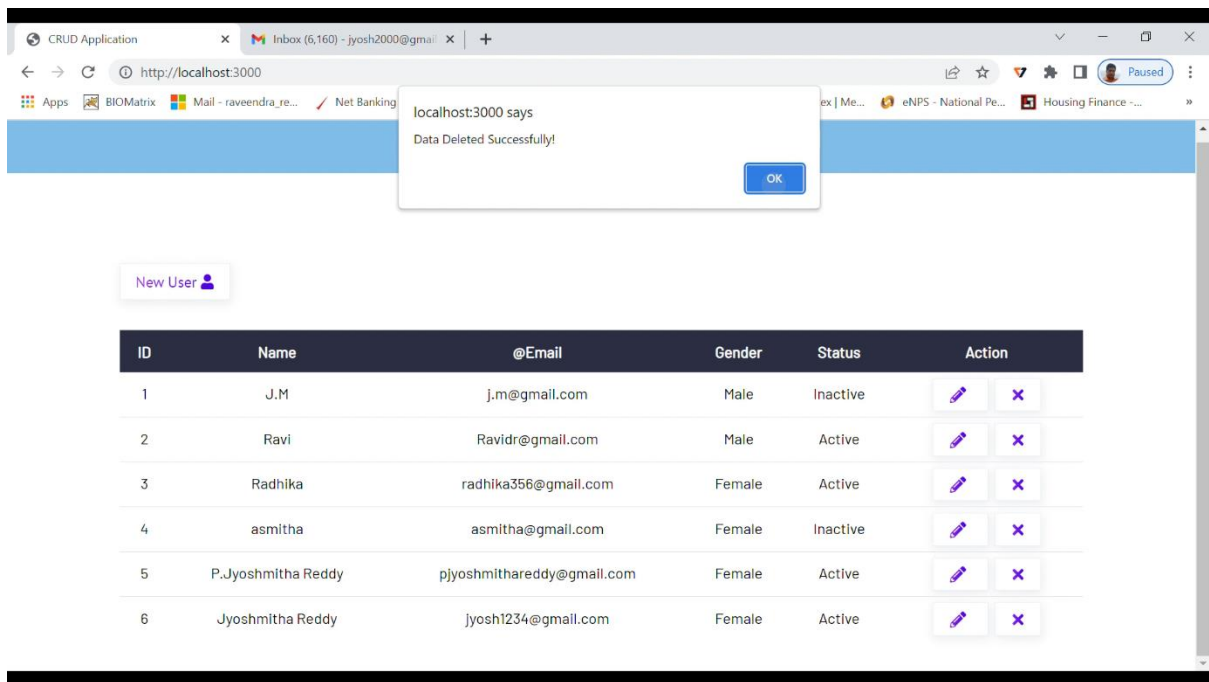 CRUD Application
Inbox (6,160) - jyosh2000@gmail
http://localhost:3000
Paused
Apps BIOMatrix Mail - raveendra_re... Net Banking ex | Me... eNPS - National Pe... Housing Finance -... »
localhost:3000 says
Data Deleted Successfully!
OK
New User
ID Name @Email Gender Status Action
1 J.M j.m@gmail.com Male Inactive
2 Ravi Ravidr@gmail.com Male Active
3 Radhika radhika356@gmail.com Female Active
4 asmitha asmitha@gmail.com Female Inactive
5 P.Jyoshmitha Reddy pjyoshmithareddy@gmail.com Female Active
6 Jyoshmitha Reddy jyosh1234@gmail.com Female Active